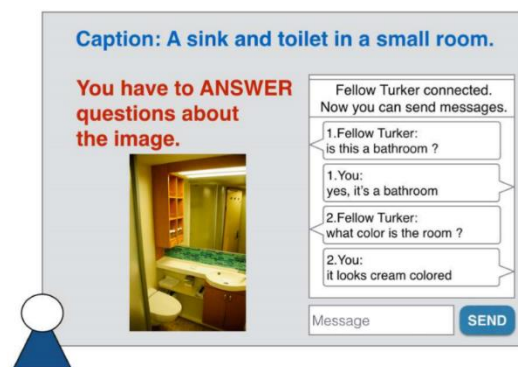 Caption: A sink and toilet in a small room.
You have to ANSWER
questions about
the image.
Fellow Turker connected.
Now you can send messages.
1.Fellow Turker:
is this a bathroom ?
1.You:
yes, it's a bathroom
2.Fellow Turker:
what color is the room ?
2.You:
it looks cream colored
Message
SEND